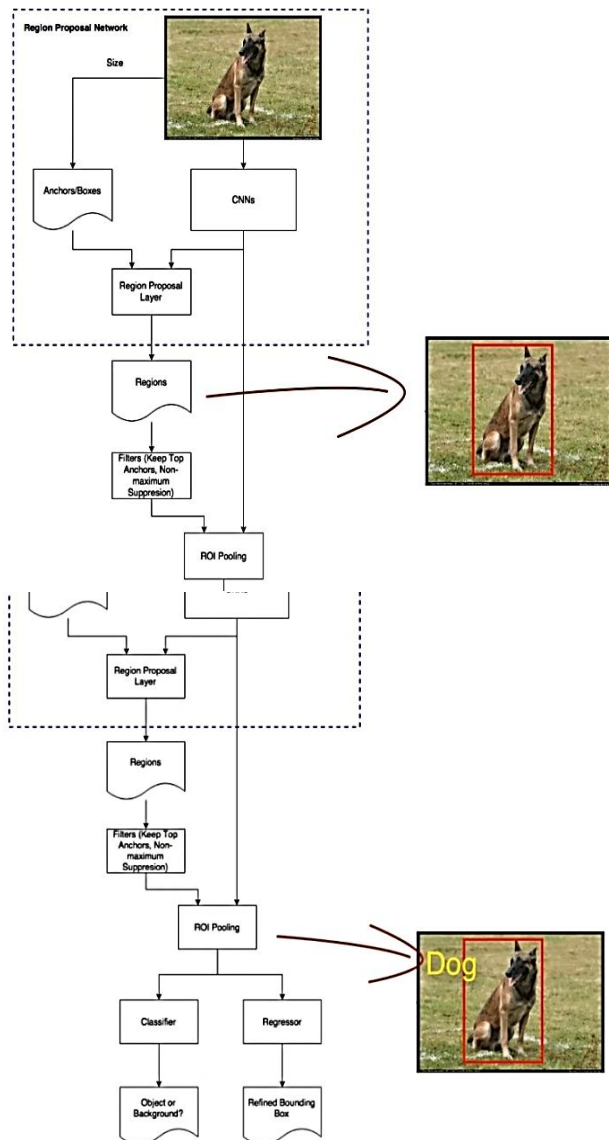 Region Proposal Network
Size
Anchors/Boxes
CNNs
Region Proposal
Layer
Regions
Filters (Keep Top
Anchors, Non-
maximum
Suppresion)
ROI Pooling
Region Proposal
Layer
Regions
Filters (Keep Top
Anchors, Non-
maximum
Suppresion)
ROI Pooling
Dog
Classifier
Regressor
Object or
Background?
Refined Bounding
Box